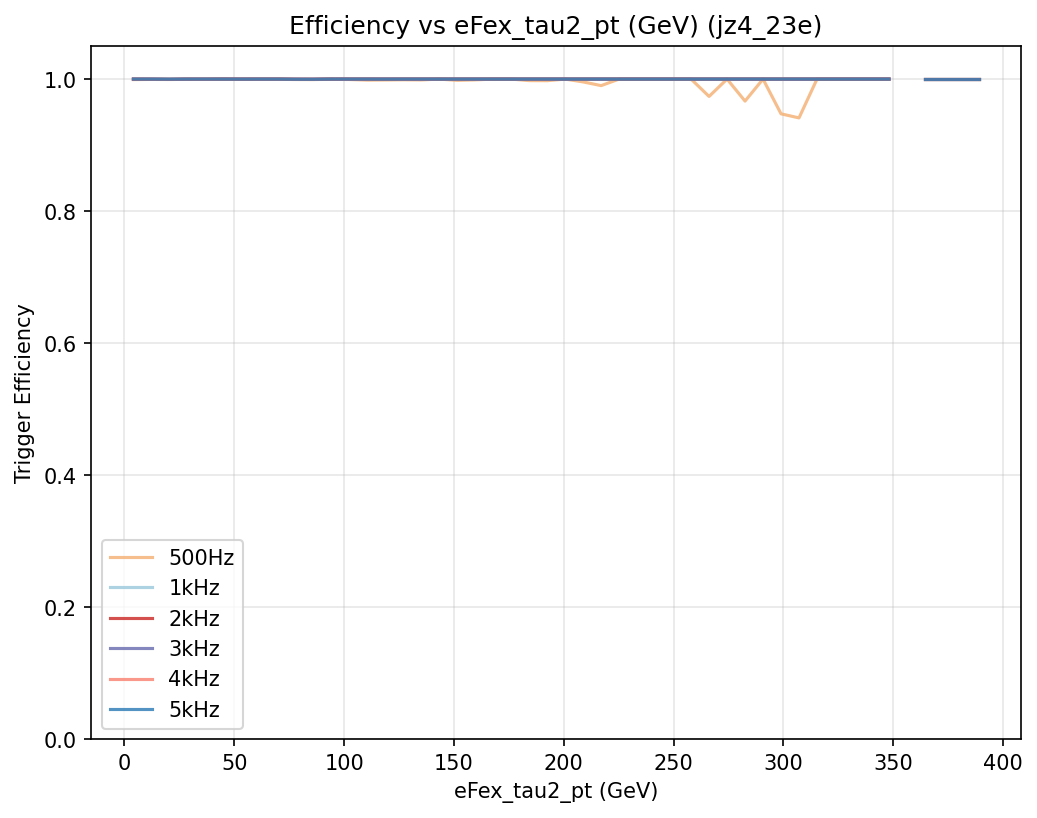 Efficiency vs eFex_tau2_pt (GeV) (jz4_23e)
Trigger Efficiency
1.0
0.8
0.6
0.4
0.2
0.0
500Hz
1kHz
2kHz
3kHz
4kHz
5kHz
0 50 100 150 200 250 300 350 400
eFex_tau2_pt (GeV)